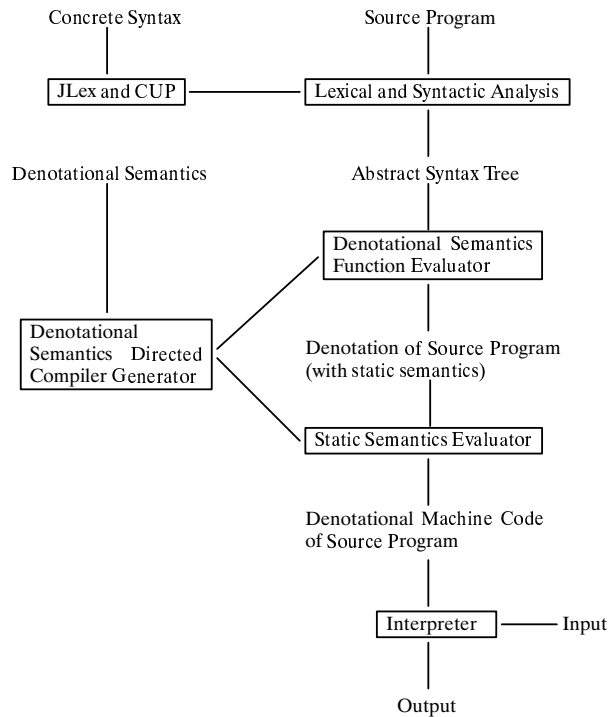 Concrete Syntax
Source Program
JLex and CUP
Lexical and Syntactic Analysis
Denotational Semantics
Abstract Syntax Tree
Denotational Semantics
Function Evaluator
Denotational
Semantics Directed
Compiler Generator
Denotation of Source Program
(with static semantics)
Static Semantics Evaluator
Denotational Machine Code
of Source Program
Interpreter
Input
Output